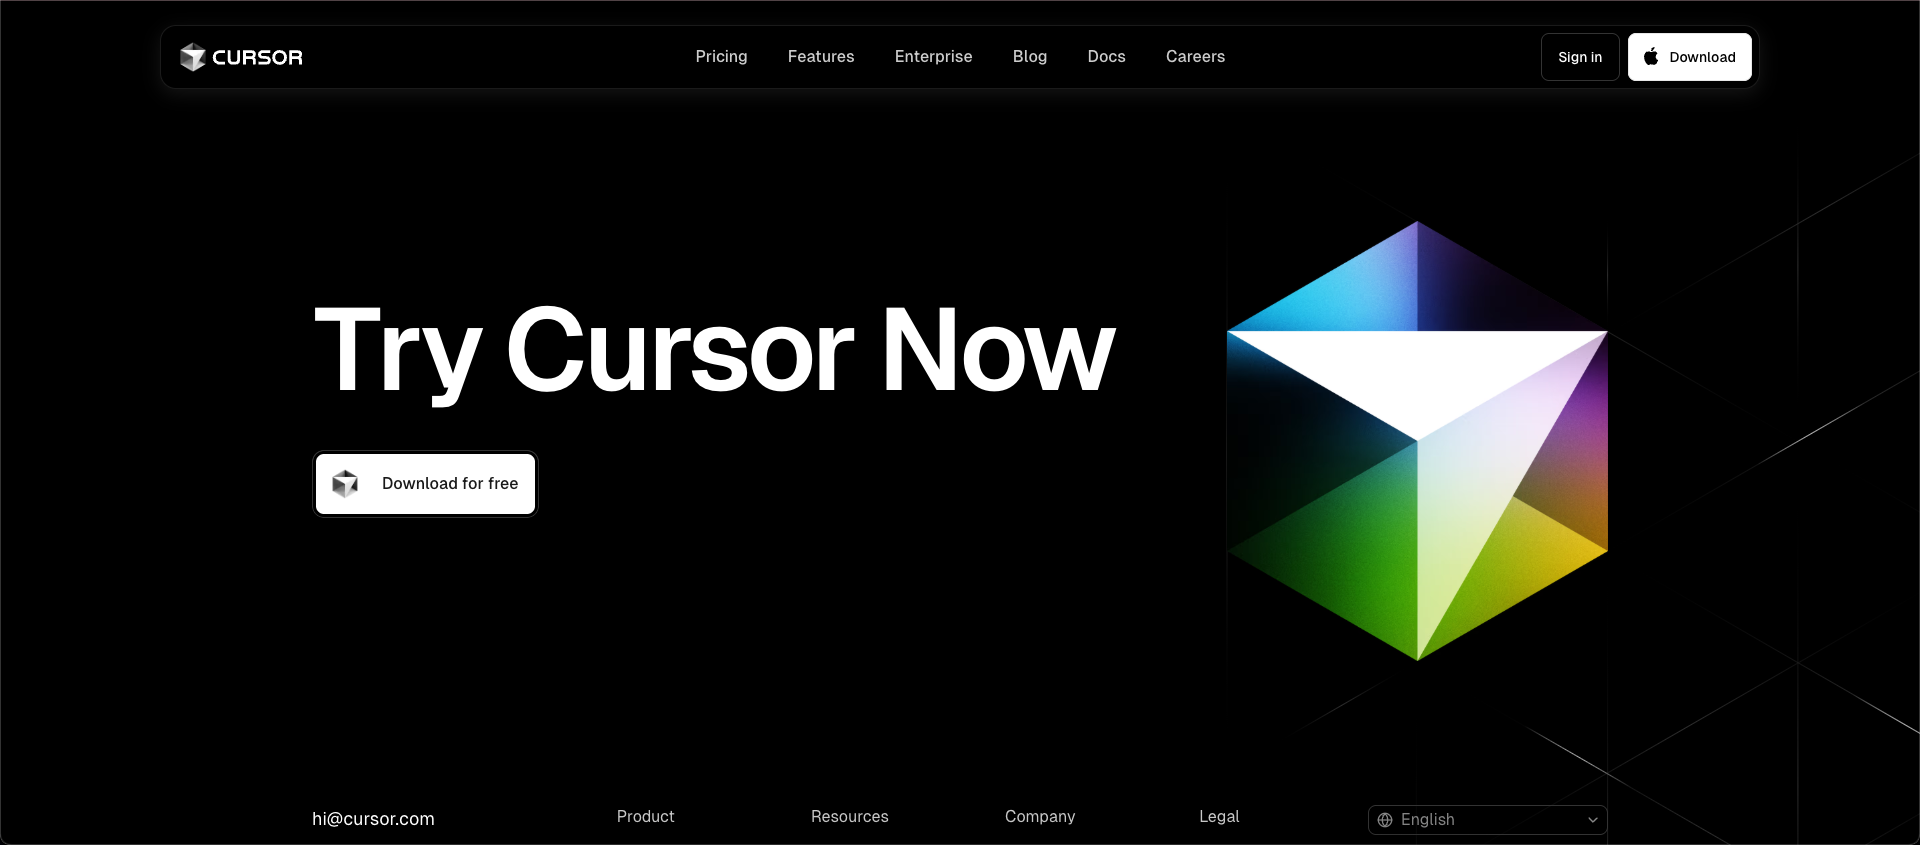 CURSOR
Pricing
Features
Enterprise
Blog
Docs
Careers
Sign in
Download
Try Cursor Now
Download for free
hi@cursor.com
Product
Resources
Company
Legal
English